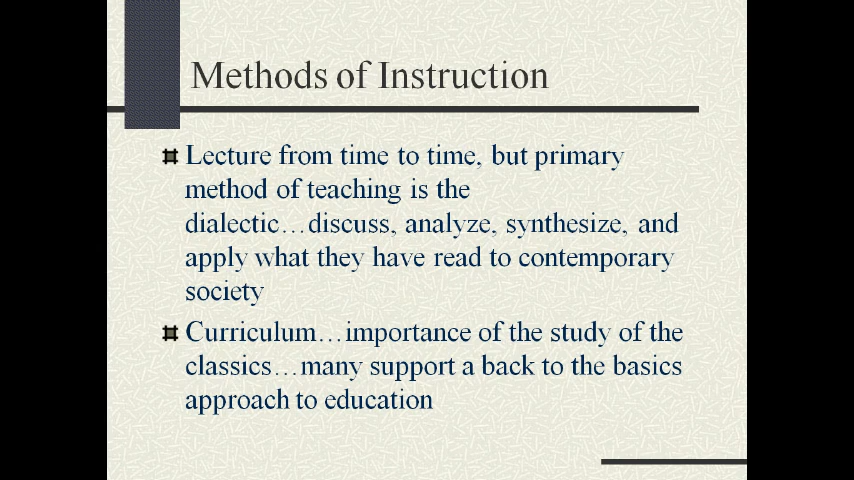 Methods of Instruction
Lecture from time to time, but primary
method of teaching is the
dialectic…discuss, analyze, synthesize, and
apply what they have read to contemporary
society
Curriculum…importance of the study of the
classics…many support a back to the basics
approach to education